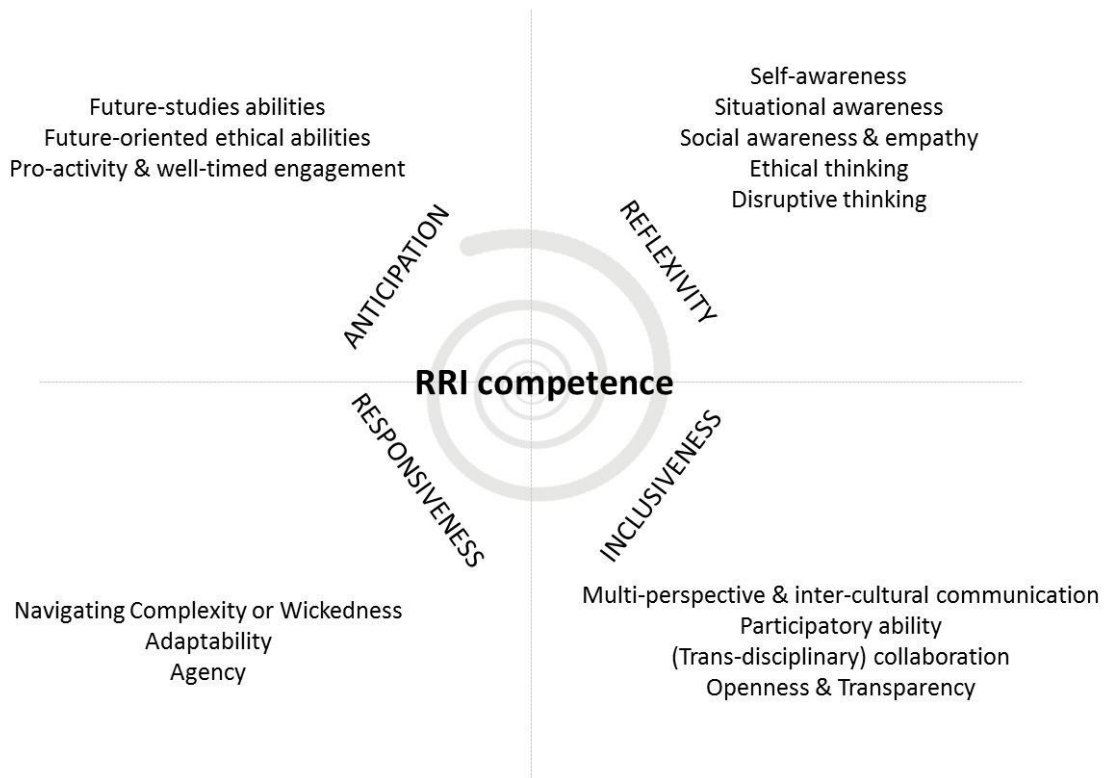 Future-studies abilities
Future-oriented ethical abilities
Pro-activity & well-timed engagement
ANTICIPATION
Self-awareness
Situational awareness
Social awareness & empathy
Ethical thinking
Disruptive thinking
REFLEXIVITY
RRI competence
RESPONSIVENESS
Navigating Complexity or Wickedness
Adaptability
Agency
INCLUSIVENESS
Multi-perspective & inter-cultural communication
Participatory ability
(Trans-disciplinary) collaboration
Openness & Transparency